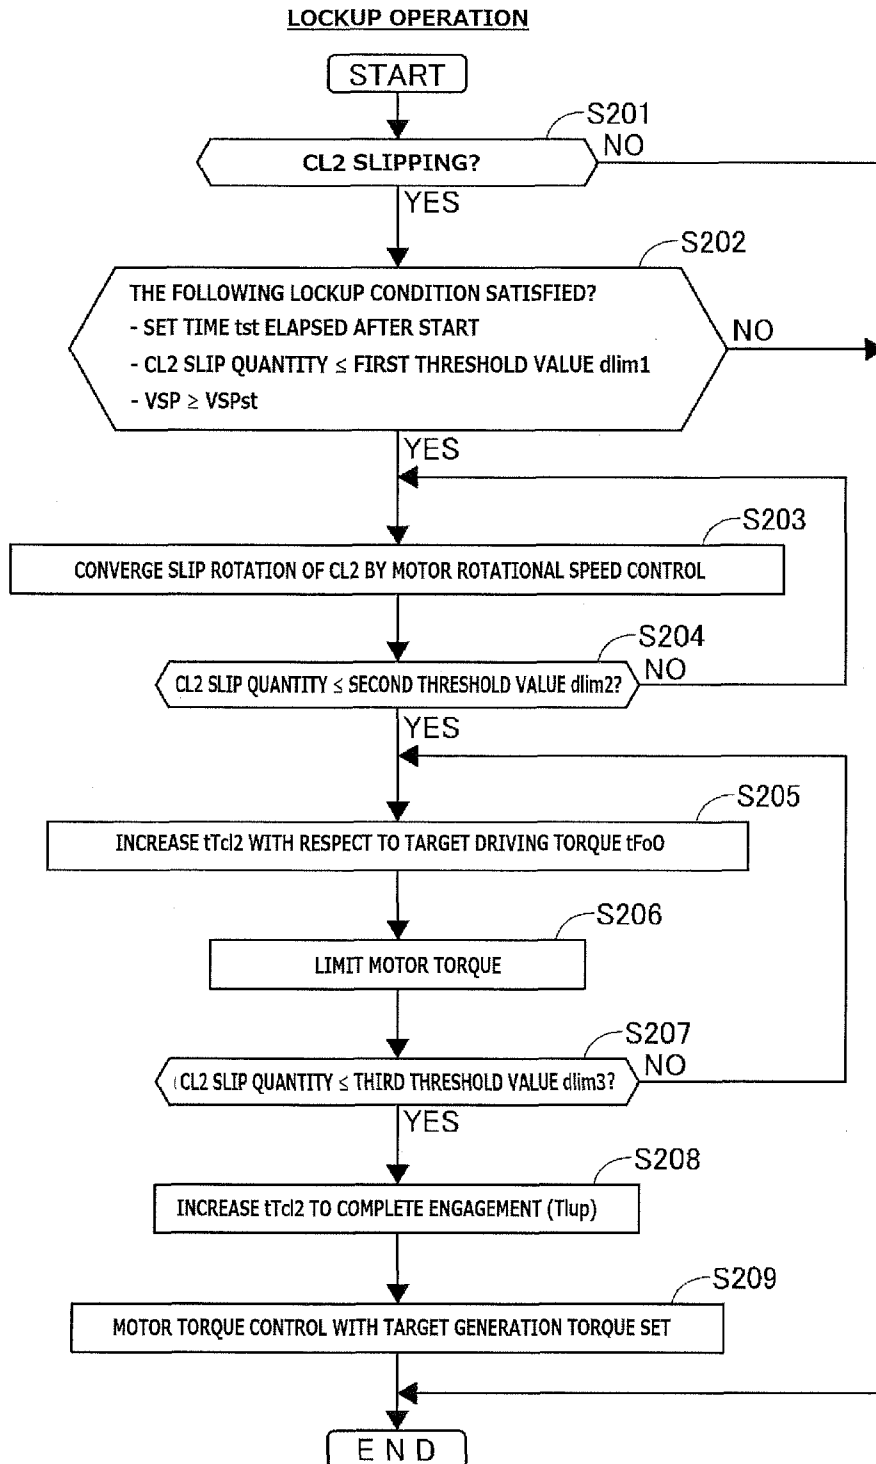 LOCKUP OPERATION
START
S201
CL2 SLIPPING?
NO
YES
S202
THE FOLLOWING LOCKUP CONDITION SATISFIED?
- SET TIME tst ELAPSED AFTER START
- CL2 SLIP QUANTITY ≤ FIRST THRESHOLD VALUE dlim1
- VSP ≥ VSPst
NO
YES
S203
CONVERGE SLIP ROTATION OF CL2 BY MOTOR ROTATIONAL SPEED CONTROL
S204
CL2 SLIP QUANTITY ≤ SECOND THRESHOLD VALUE dlim2?
NO
YES
S205
INCREASE tTcl2 WITH RESPECT TO TARGET DRIVING TORQUE tFoO
S206
LIMIT MOTOR TORQUE
S207
CL2 SLIP QUANTITY ≤ THIRD THRESHOLD VALUE dlim3?
NO
YES
S208
INCREASE tTcl2 TO COMPLETE ENGAGEMENT (Tlup)
S209
MOTOR TORQUE CONTROL WITH TARGET GENERATION TORQUE SET
END